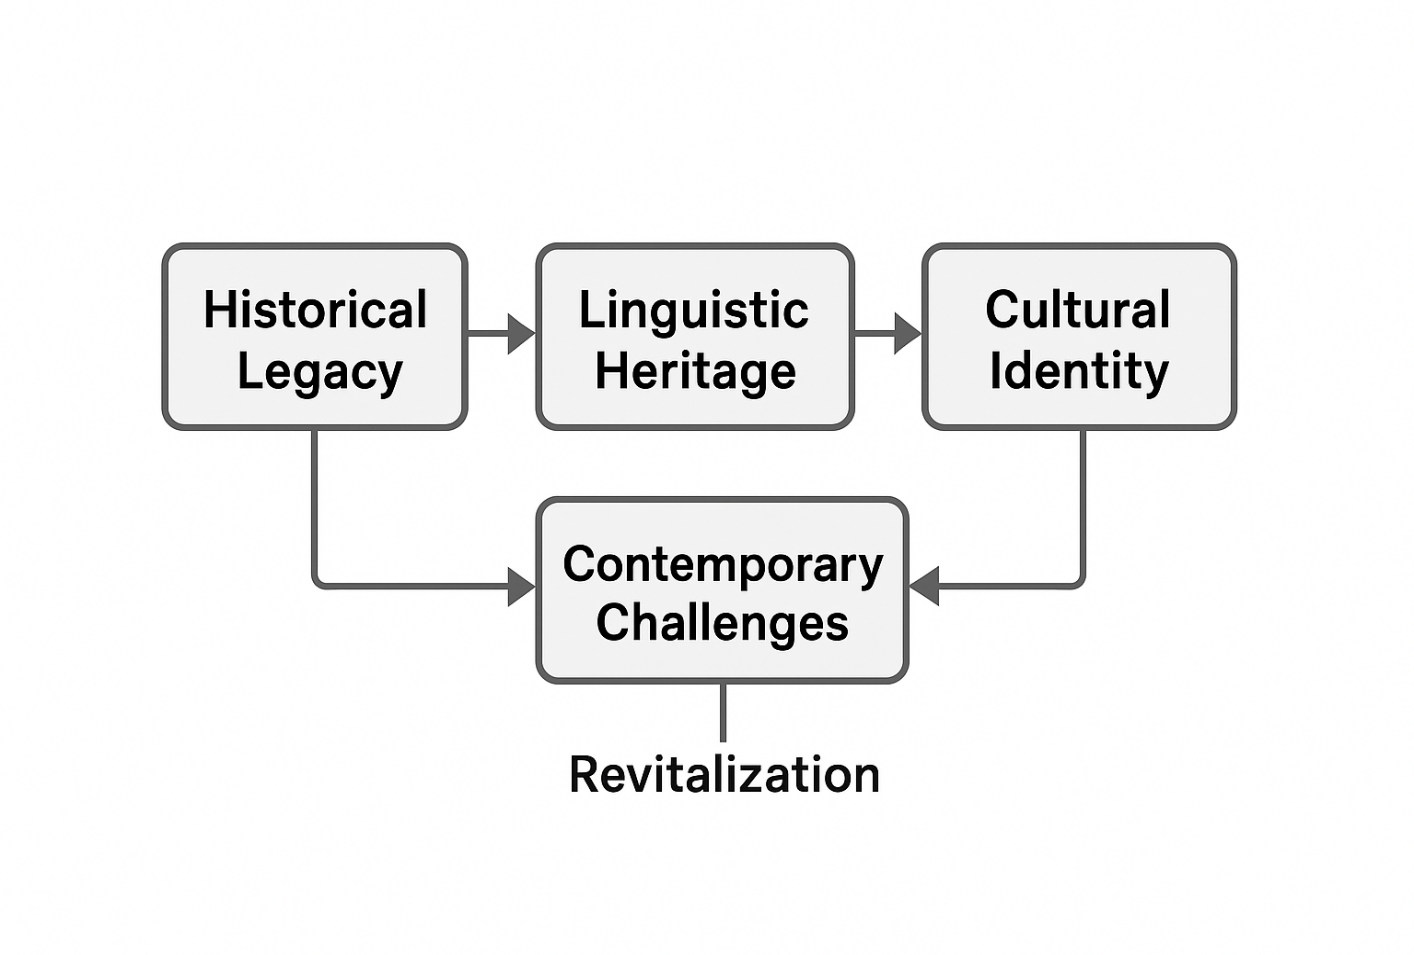 Historical
Legacy
Linguistic
Heritage
Cultural
Identity
Contemporary
Challenges
Revitalization